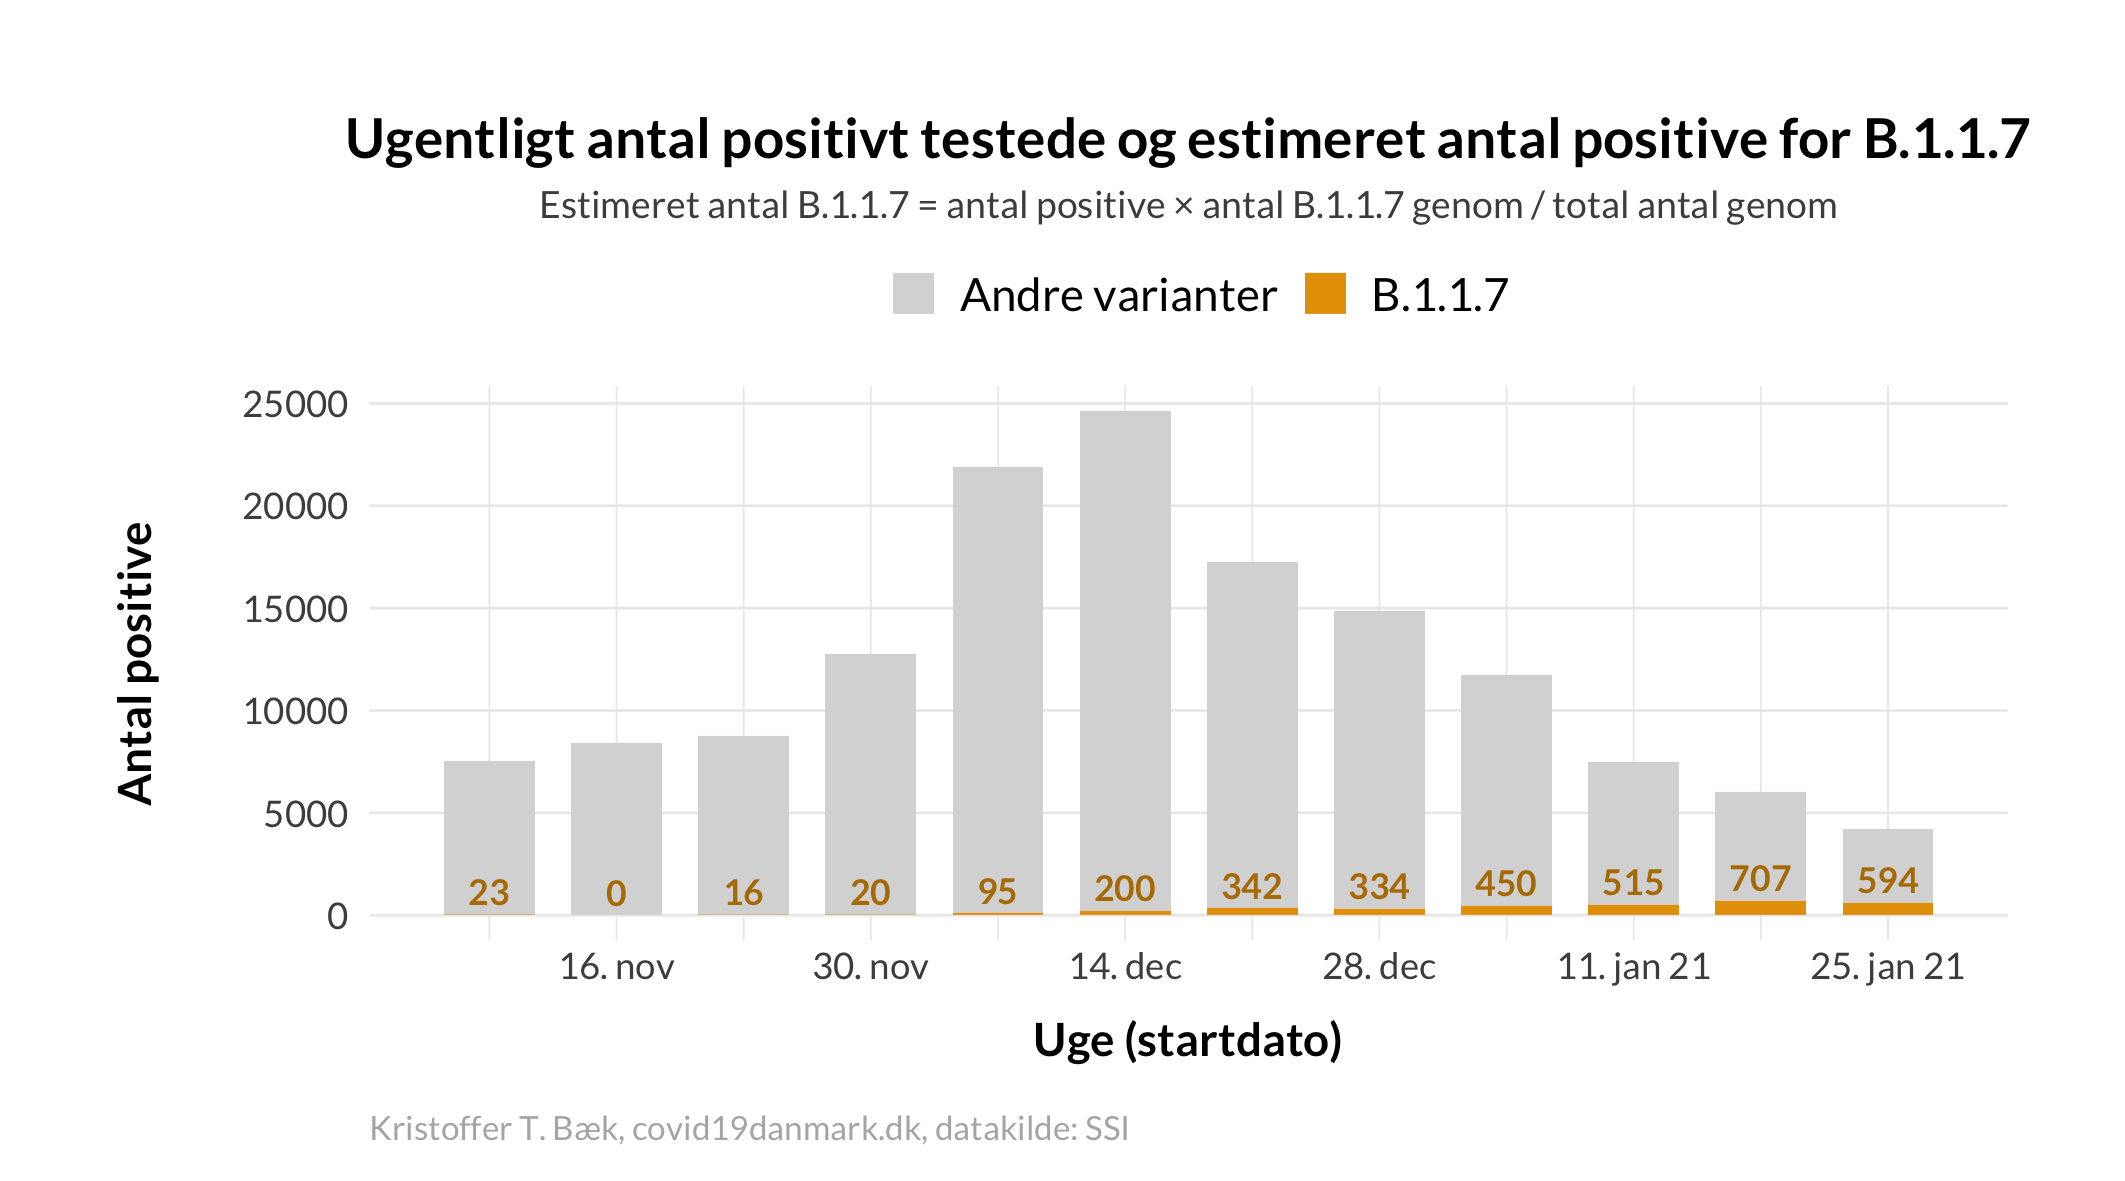 Ugentligt antal positivt testede og estimeret antal positive for B.1.1.7
Estimeret antal B.1.1.7 = antal positive × antal B.1.1.7 genom / total antal genom
Andre varianter B.1.1.7
Antal positive
25000
20000
15000
10000
5000
0
23 0 16 20 95 200 342 334 450 515 707 594
16. nov 30. nov 14. dec 28. dec 11. jan 21 25. jan 21
Uge (startdato)
Kristoffer T. Bæk, covid19danmark.dk, datakilde: SSI